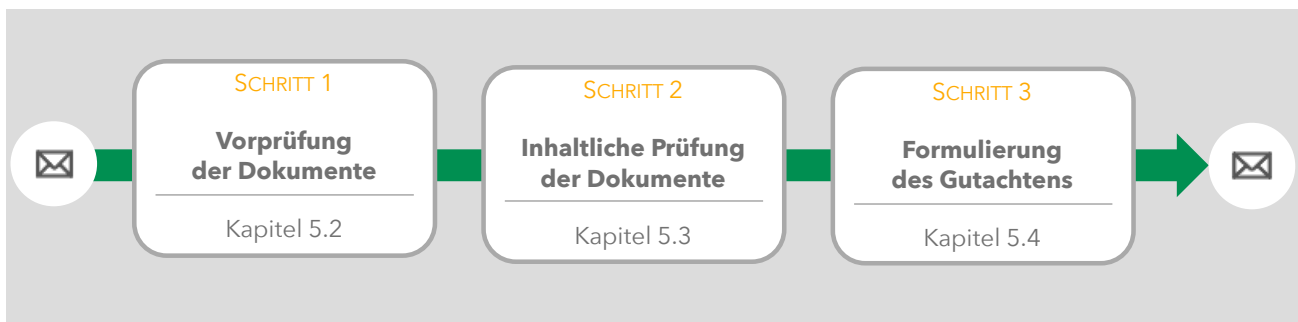 SCHRITT 1
Vorprüfung
der Dokumente
Kapitel 5.2
SCHRITT 2
Inhaltliche Prüfung
der Dokumente
Kapitel 5.3
SCHRITT 3
Formulierung
des Gutachtens
Kapitel 5.4